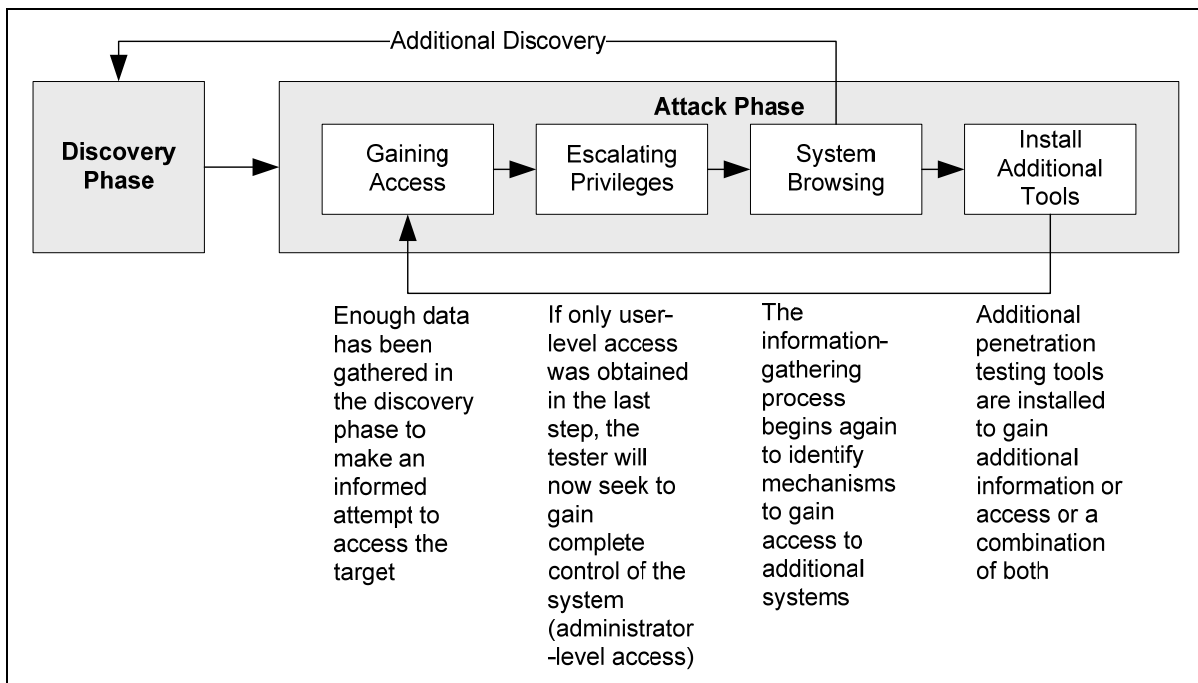 Additional Discovery
Attack Phase
Discovery
Phase
Gaining
Access
Escalating
Privileges
System
Browsing
Install
Additional
Tools
Enough data
has been
gathered in
the discovery
phase to
make an
informed
attempt to
access the
target
If only user-
level access
was obtained
in the last
step, the
tester will
now seek to
gain
complete
control of the
system
(administrator
-level access)
The
information-
gathering
process
begins again
to identify
mechanisms
to gain
access to
additional
systems
Additional
penetration
testing tools
are installed
to gain
additional
information or
access or a
combination
of both